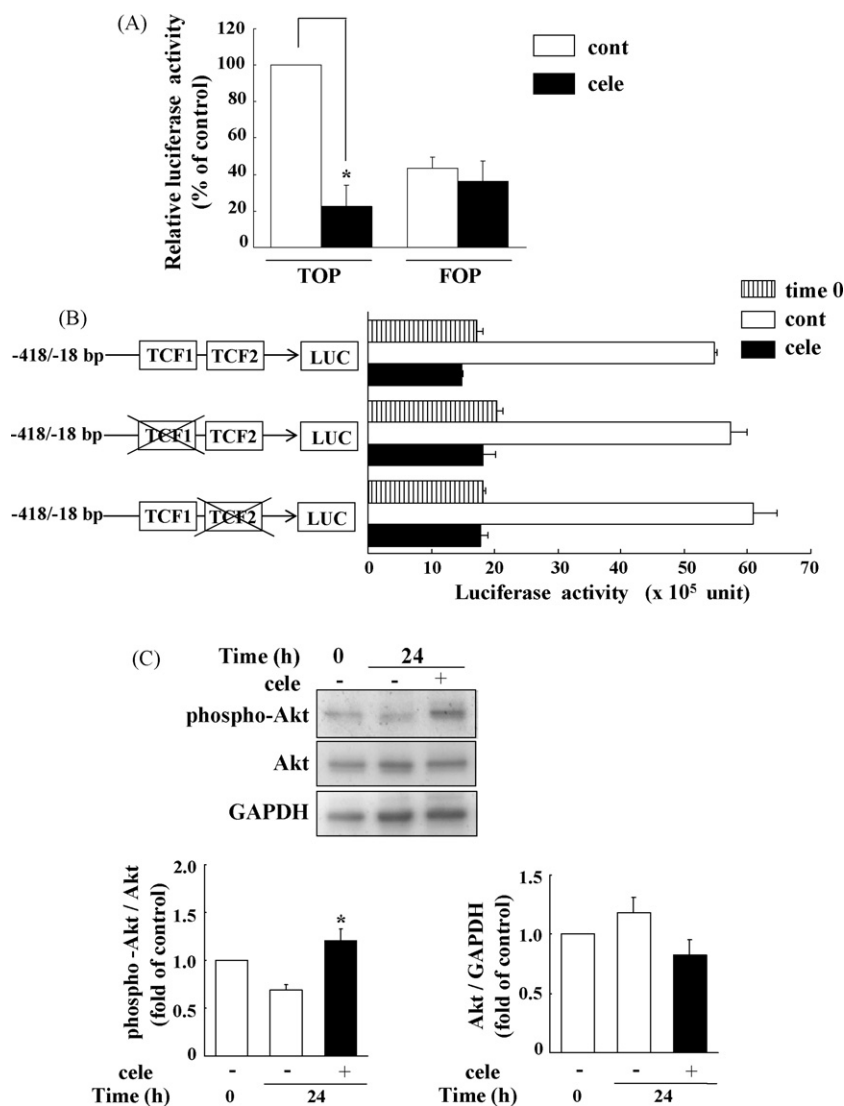 (A)
Relative luciferase activity
(% of control)
120
100
80
60
40
20
0
*
TOP
FOP
cont
cele
(B)
time 0
cont
cele
-418/-18 bp TCF1 TCF2 LUC
-418/-18 bp TCF1 TCF2 LUC
-418/-18 bp TCF1 TCF2 LUC
0 10 20 30 40 50 60 70
Luciferase activity (x 10⁵ unit)
(C)
Time (h) 0 24
cele - - +
phospho-Akt
Akt
GAPDH
phospho -Akt / Akt
(fold of control)
2.0
1.5
1.0
0.5
0
*
cele - - +
Time (h) 0 24
Akt / GAPDH
(fold of control)
1.5
1.0
0.5
0
cele - - +
Time (h) 0 24